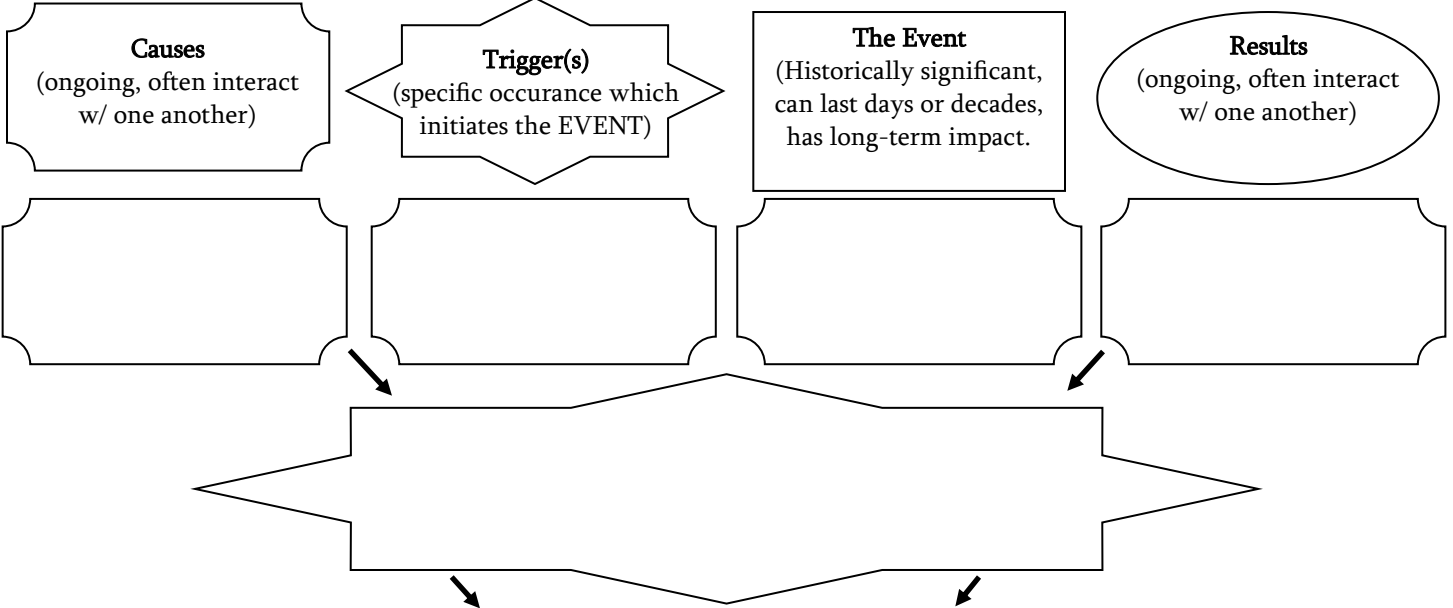 Causes
(ongoing, often interact
w/ one another)
Trigger(s)
(specific occurance which
initiates the EVENT)
The Event
(Historically significant,
can last days or decades,
has long-term impact.
Results
(ongoing, often interact
w/ one another)